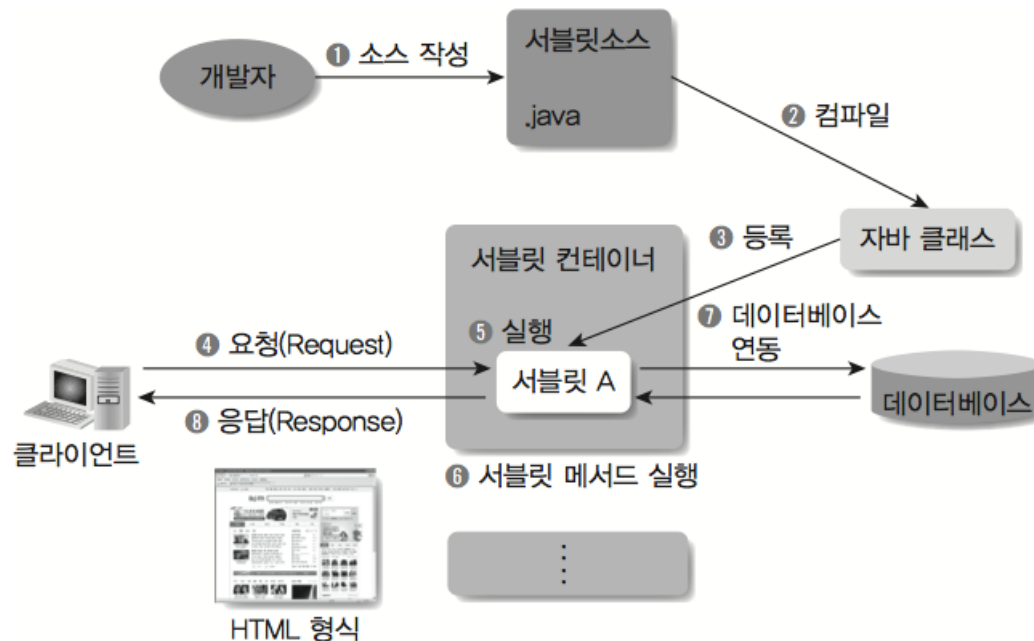 개발자
❶ 소스 작성
서블릿소스
.java
❷ 컴파일
자바 클래스
❸ 등록
서블릿 컨테이너
❹ 요청(Request)
❺ 실행
서블릿 A
❼ 데이터베이스
연동
데이터베이스
❽ 응답(Response)
클라이언트
❻ 서블릿 메서드 실행
HTML 형식